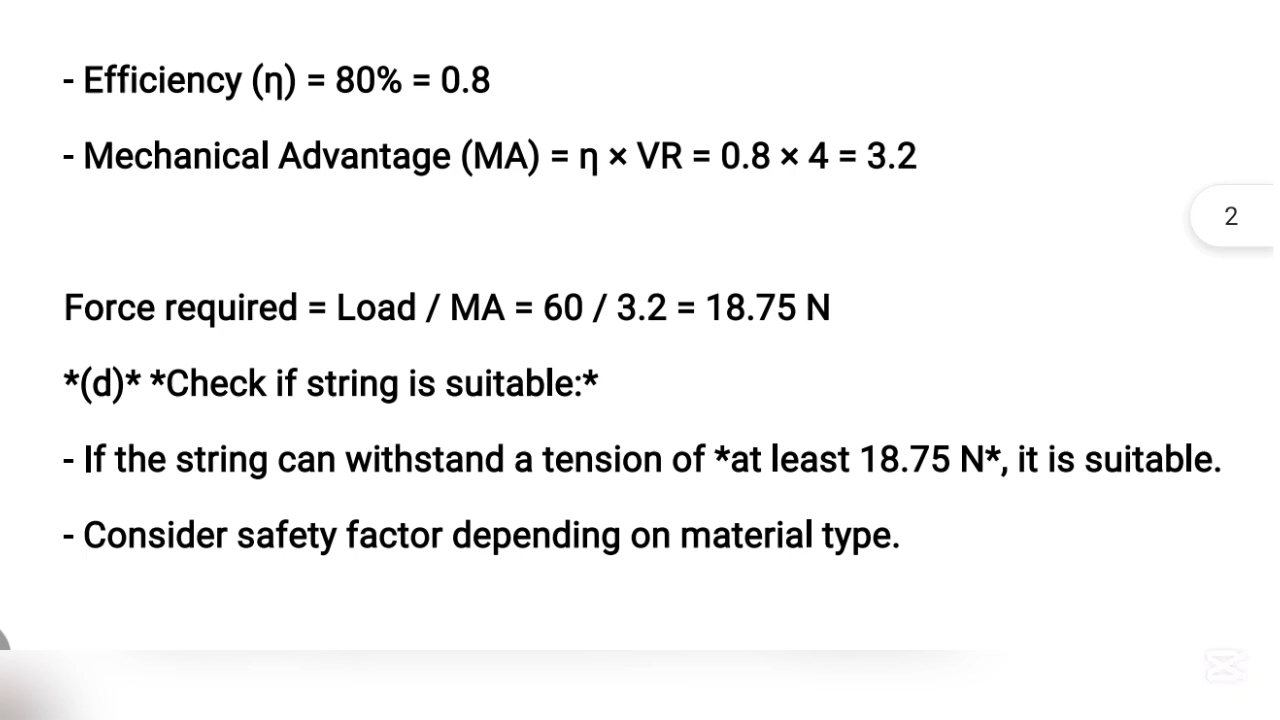 - Efficiency (η) = 80% = 0.8
- Mechanical Advantage (MA) = η × VR = 0.8 × 4 = 3.2
2
Force required = Load / MA = 60 / 3.2 = 18.75 N
*(d)* *Check if string is suitable:*
- If the string can withstand a tension of *at least 18.75 N*, it is suitable.
- Consider safety factor depending on material type.